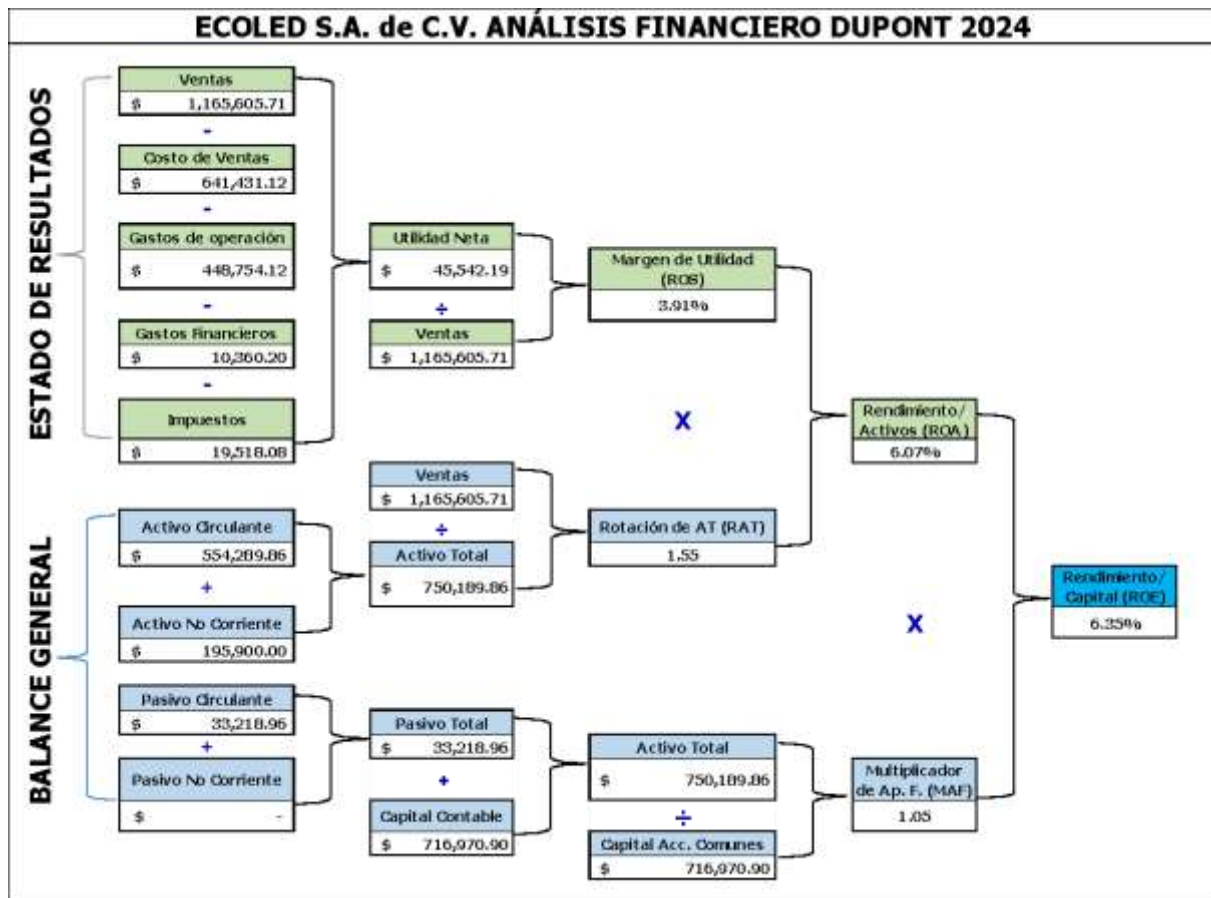 ECOLED S.A. de C.V. ANÁLISIS FINANCIERO DUPONT 2024
ESTADO DE RESULTADOS
Ventas
$ 1,165,605.71
-
Costo de Ventas
$ 641,431.12
-
Gastos de operación
$ 448,754.12
-
Gastos Financieros
$ 10,360.20
-
Impuestos
$ 19,518.08
Utilidad Neta
$ 45,542.19
÷
Ventas
$ 1,165,605.71
Margen de Utilidad
(ROS)
3.91%
X
Rendimiento/
Activos (ROA)
6.07%
BALANCE GENERAL
Ventas
$ 1,165,605.71
÷
Activo Total
$ 750,189.86
Rotación de AT (RAT)
1.55
Activo Circulante
$ 554,289.86
+
Activo No Corriente
$ 195,900.00
Pasivo Circulante
$ 33,218.96
+
Pasivo No Corriente
$ -
Pasivo Total
$ 33,218.96
+
Capital Contable
$ 716,970.90
Activo Total
$ 750,189.86
÷
Capital Acc. Comunes
$ 716,970.90
Multiplicador
de Ap. F. (MAF)
1.05
X
Rendimiento/
Capital (ROE)
6.35%